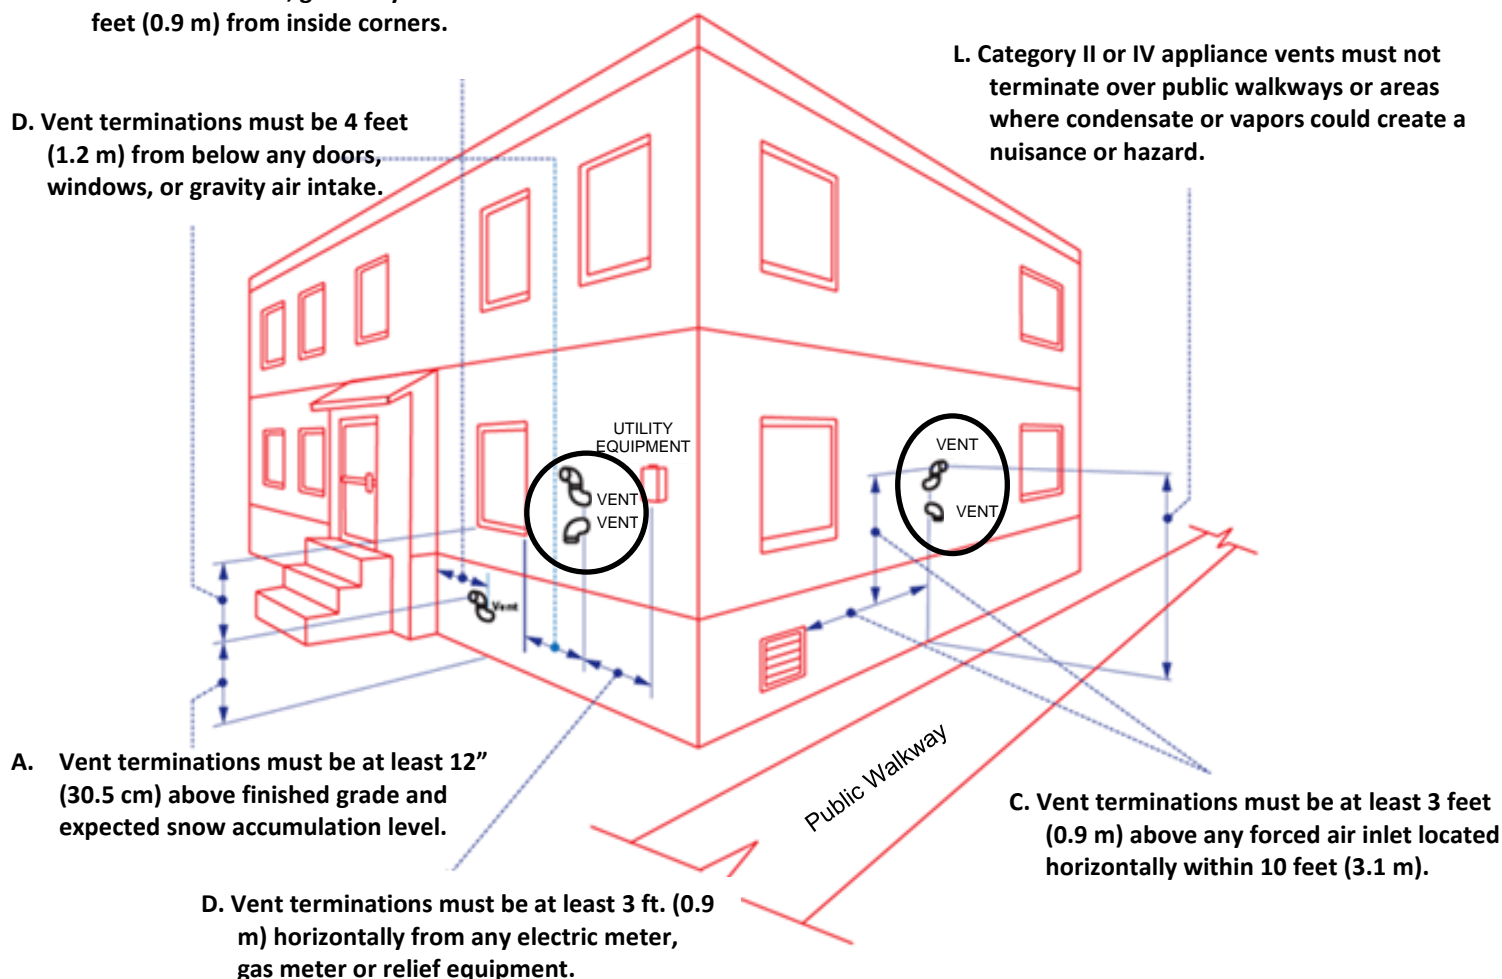 feet (0.9 m) from inside corners.
L. Category II or IV appliance vents must not
terminate over public walkways or areas
where condensate or vapors could create a
nuisance or hazard.
D. Vent terminations must be 4 feet
(1.2 m) from below any doors,
windows, or gravity air intake.
UTILITY
EQUIPMENT
VENT
VENT
VENT
VENT
Vent
A. Vent terminations must be at least 12”
(30.5 cm) above finished grade and
expected snow accumulation level.
Public Walkway
C. Vent terminations must be at least 3 feet
(0.9 m) above any forced air inlet located
horizontally within 10 feet (3.1 m).
D. Vent terminations must be at least 3 ft. (0.9
m) horizontally from any electric meter,
gas meter or relief equipment.